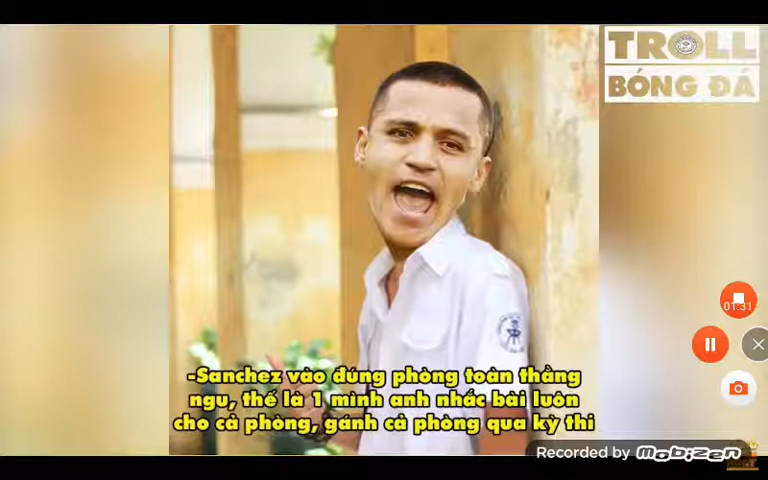 TROLL
BÓNG ĐÁ
01:31
-Sanchez vào đúng phòng toàn thằng
ngu, thế là 1 mình anh nhắc bài luôn
cho cả phòng, gánh cả phòng qua kỳ thi
Recorded by Mobizen